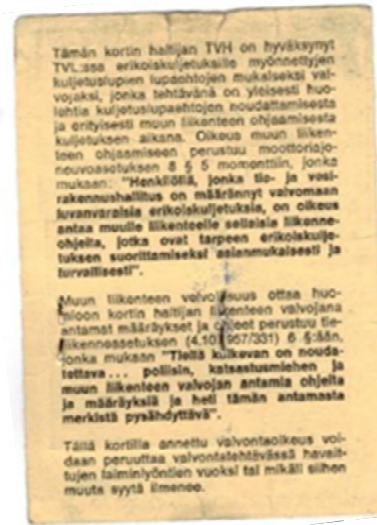 Tämän kortin haltijan TVH on hyväksynyt
TVL:ssa erikoiskuljetuksille myönnettyjen
kuljetuslupien lupaehtojen mukaiseksi val-
vojaksi, jonka tehtävänä on yleisesti huo-
lehtia kuljetuslupaehtojen noudattamisesta
ja erityisesti muun liikenteen ohjaamisesta
kuljetuksen aikana. Oikeus muun liiken-
teen ohjaamiseen perustuu moottoriajo-
neuvoasetuksen 8 § 5 momenttiin, jonka
mukaan: "Henkilöllä, jonka tie- ja vesi-
rakennushallitus on määrännyt valvomaan
luvanvaraisia erikoiskuljetuksia, on oikeus
antaa muulle liikenteelle sellaisia liikenne-
ohjeita, jotka ovat tarpeen erikoiskulje-
tuksen suorittamiseksi asianmukaisesti ja
turvallisesti".
Muun liikenteen velvollisuus ottaa huo-
mioon kortin haltijan liikenteen valvojana
antamat määräykset ja ohjeet perustuu tie-
liikenneasetuksen (4.10.1957/331) 6 §:ään,
jonka mukaan "Tiellä kulkevan on nouda-
tettava... poliisin, katsastusmiehen ja
muun liikenteen valvojan antamia ohjeita
ja määräyksiä ja heti tämän antamasta
merkistä pysähdyttävä".
Tällä kortilla annettu valvontaoikeus voi-
daan peruuttaa valvontatehtävässä havait-
tujen laiminlyöntien vuoksi tai mikäli siihen
muuta syytä ilmenee.